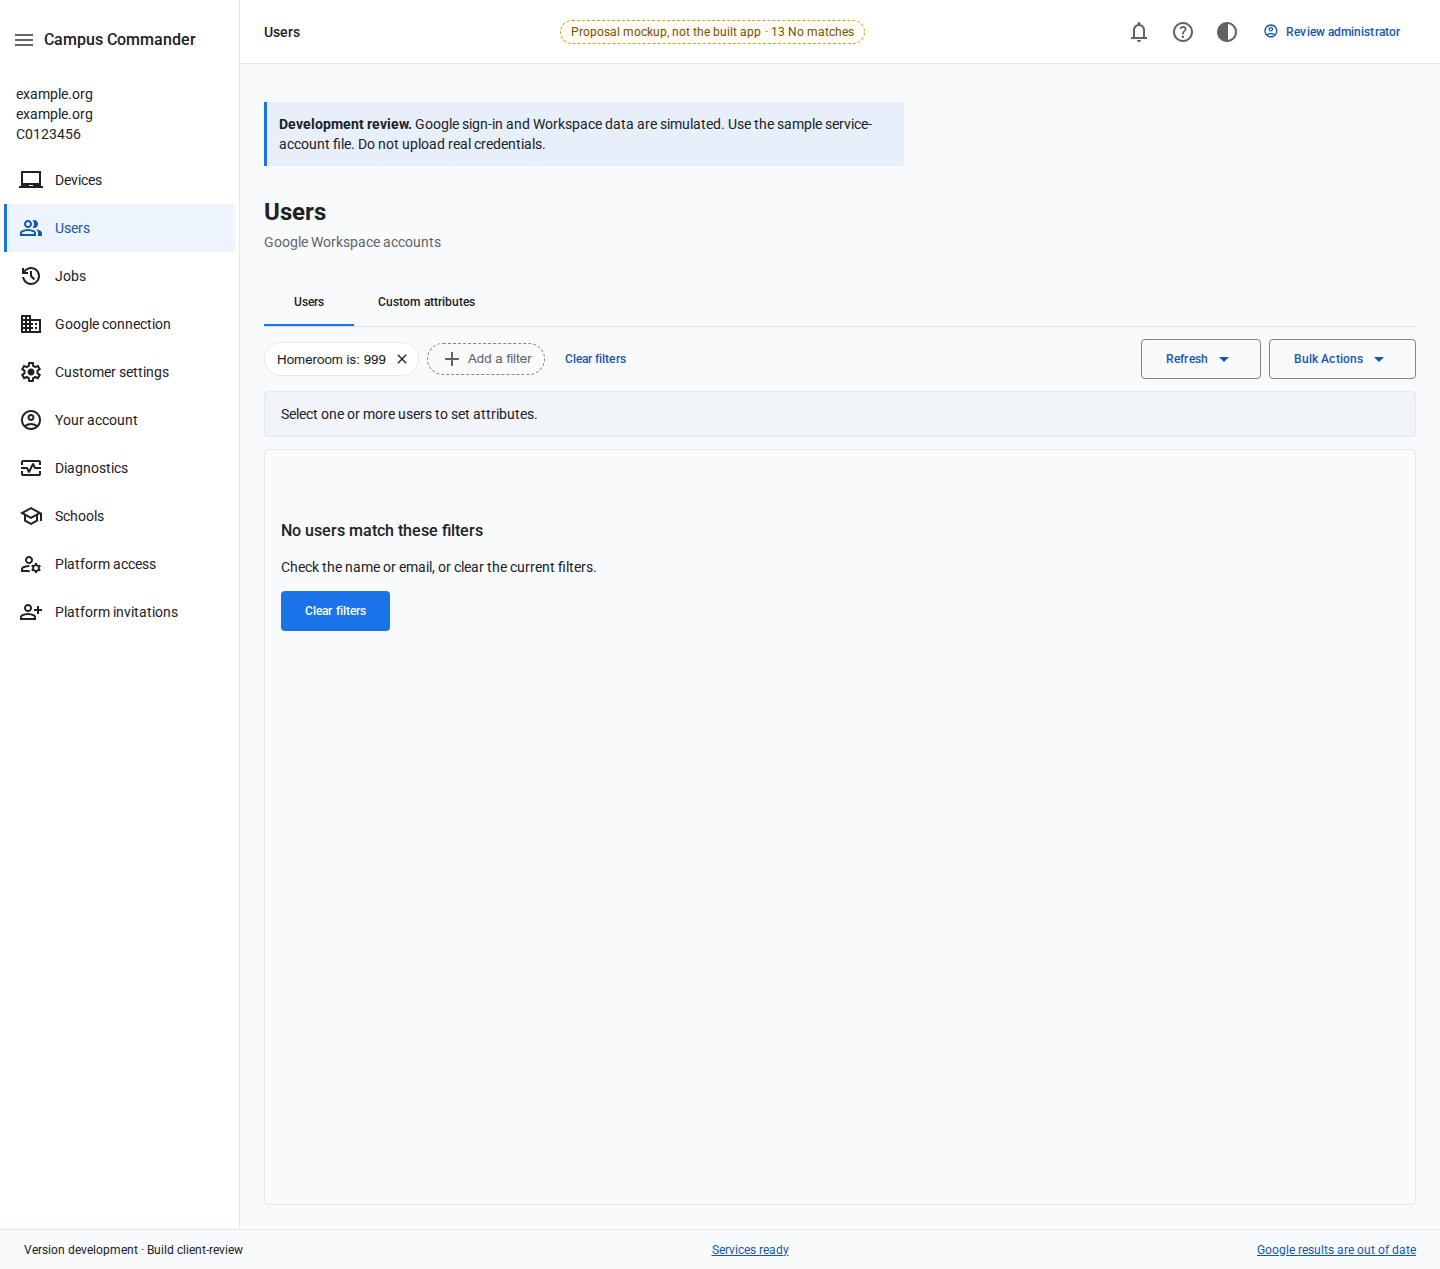 Campus Commander
example.org
example.org
C0123456
Devices
Users
Jobs
Google connection
Customer settings
Your account
Diagnostics
Schools
Platform access
Platform invitations
Users
Proposal mockup, not the built app · 13 No matches
Review administrator
Development review. Google sign-in and Workspace data are simulated. Use the sample service-
account file. Do not upload real credentials.
Users
Google Workspace accounts
Users
Custom attributes
Homeroom is: 999
Add a filter
Clear filters
Refresh
Bulk Actions
Select one or more users to set attributes.
No users match these filters
Check the name or email, or clear the current filters.
Clear filters
Version development · Build client-review
Services ready
Google results are out of date